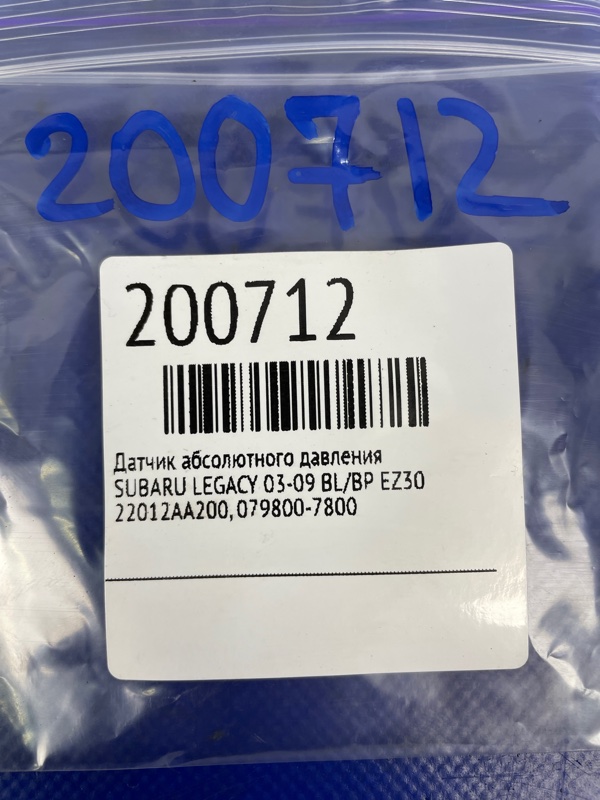 200712
200712
Датчик абсолютного давления
SUBARU LEGACY 03-09 BL/BP EZ30
22012AA200, 079800-7800